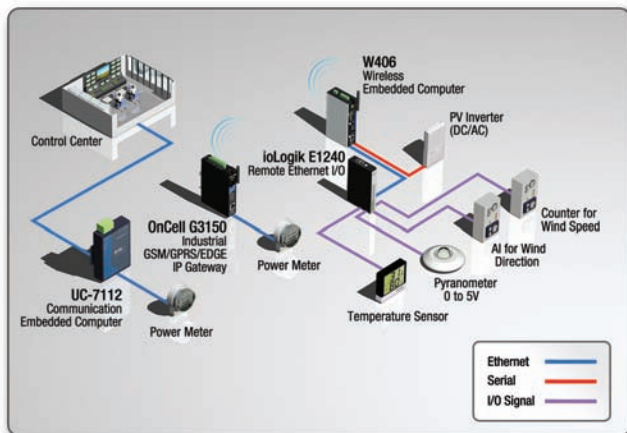 W406
Wireless
Embedded Computer
Control Center
PV Inverter
(DC/AC)
ioLogik E1240
Remote Ethernet I/O
OnCell G3150
Industrial
GSM/GPRS/EDGE
IP Gateway
Power Meter
Counter for
Wind Speed
AI for Wind
Direction
Pyranometer
0 to 5V
Temperature Sensor
UC-7112
Communication
Embedded Computer
Power Meter
Ethernet
Serial
I/O Signal